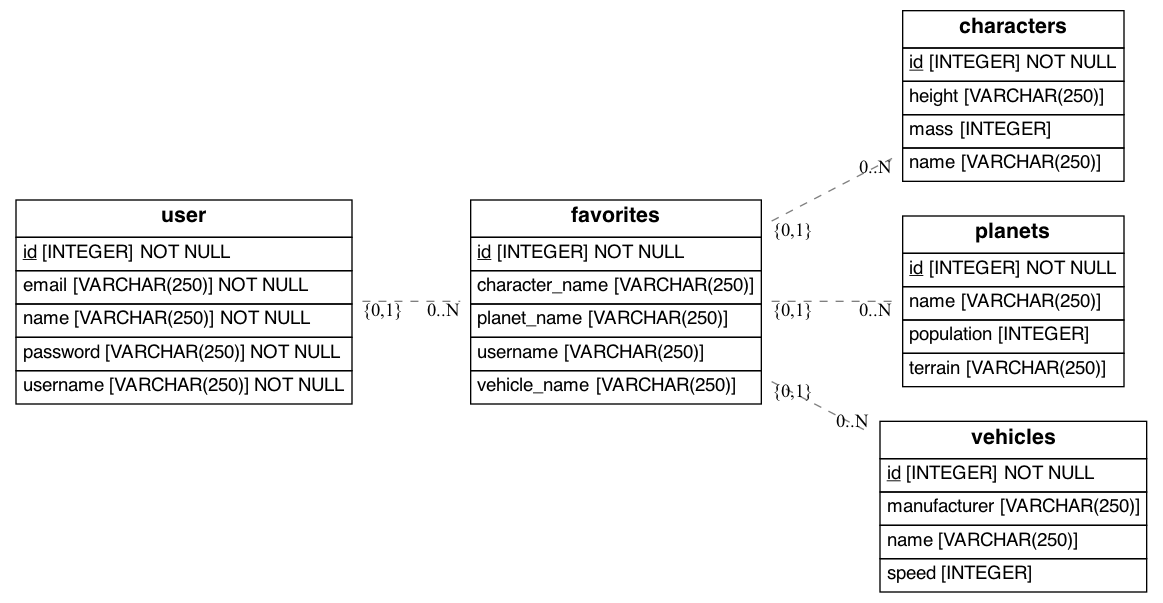 user
id [INTEGER] NOT NULL
email [VARCHAR(250)] NOT NULL
name [VARCHAR(250)] NOT NULL
password [VARCHAR(250)] NOT NULL
username [VARCHAR(250)] NOT NULL
{0,1}
0..N
favorites
id [INTEGER] NOT NULL
character_name [VARCHAR(250)]
planet_name [VARCHAR(250)]
username [VARCHAR(250)]
vehicle_name [VARCHAR(250)]
{0,1}
0..N
{0,1}
0..N
{0,1}
0..N
characters
id [INTEGER] NOT NULL
height [VARCHAR(250)]
mass [INTEGER]
name [VARCHAR(250)]
planets
id [INTEGER] NOT NULL
name [VARCHAR(250)]
population [INTEGER]
terrain [VARCHAR(250)]
vehicles
id [INTEGER] NOT NULL
manufacturer [VARCHAR(250)]
name [VARCHAR(250)]
speed [INTEGER]